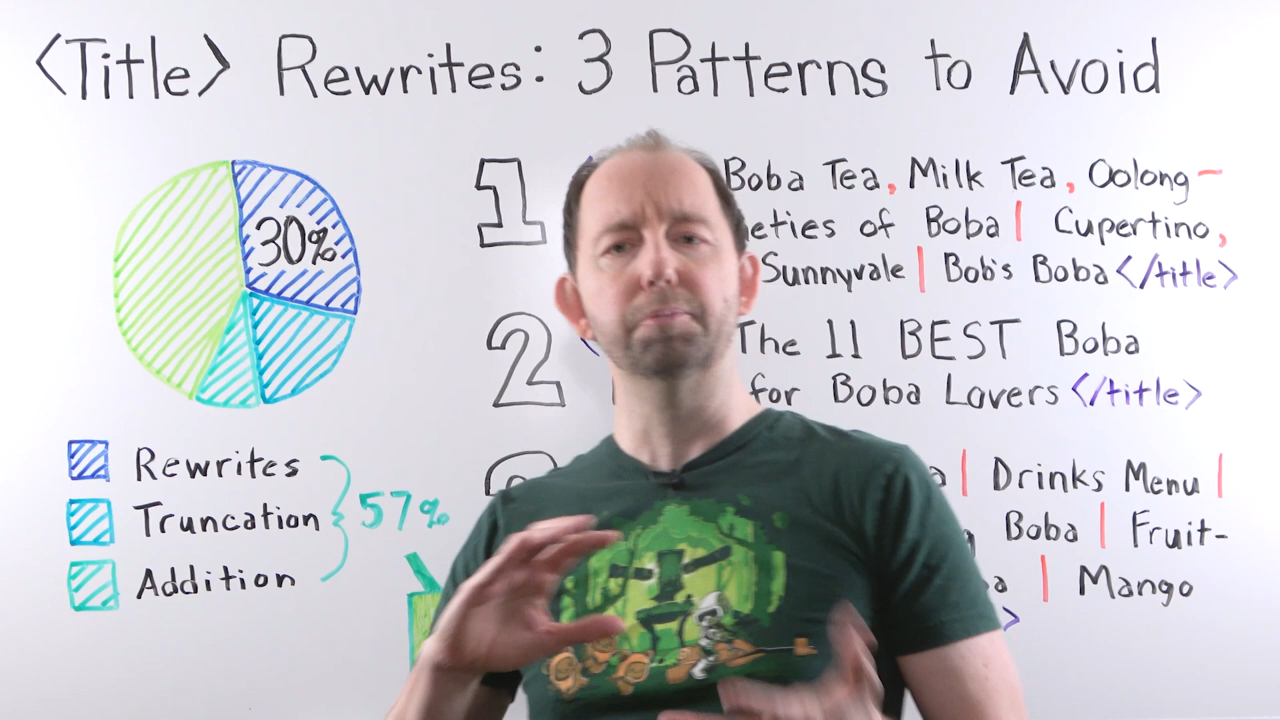 <Title> Rewrites: 3 Patterns to Avoid
30%
Rewrites
Truncation
Addition
57%
1
Boba Tea, Milk Tea, Oolong-
eties of Boba | Cupertino,
Sunnyvale | Bob's Boba </title>
2
The 11 BEST Boba
for Boba Lovers </title>
| Drinks Menu |
Boba | Fruit-
| Mango
>